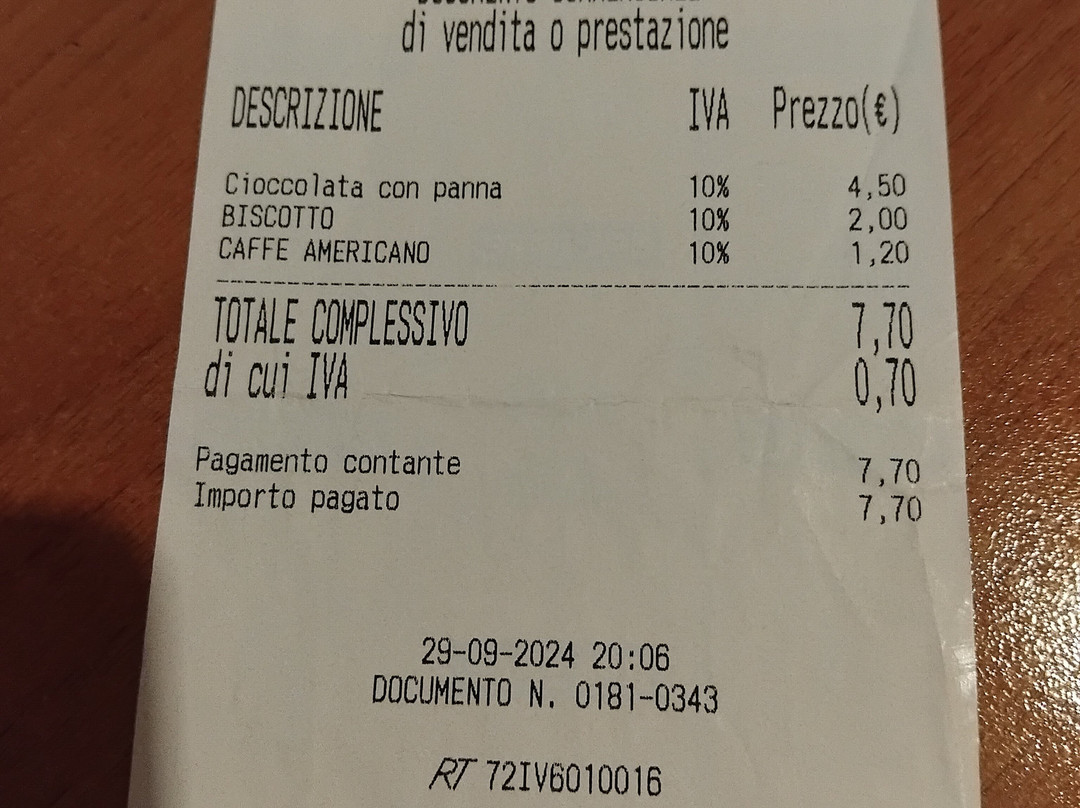 di vendita o prestazione
DESCRIZIONE IVA Prezzo(€)
Cioccolata con panna 10% 4,50
BISCOTTO 10% 2,00
CAFFE AMERICANO 10% 1,20
TOTALE COMPLESSIVO 7,70
di cui IVA 0,70
Pagamento contante 7,70
Importo pagato 7,70
29-09-2024 20:06
DOCUMENTO N. 0181-0343
RT 72IV6010016